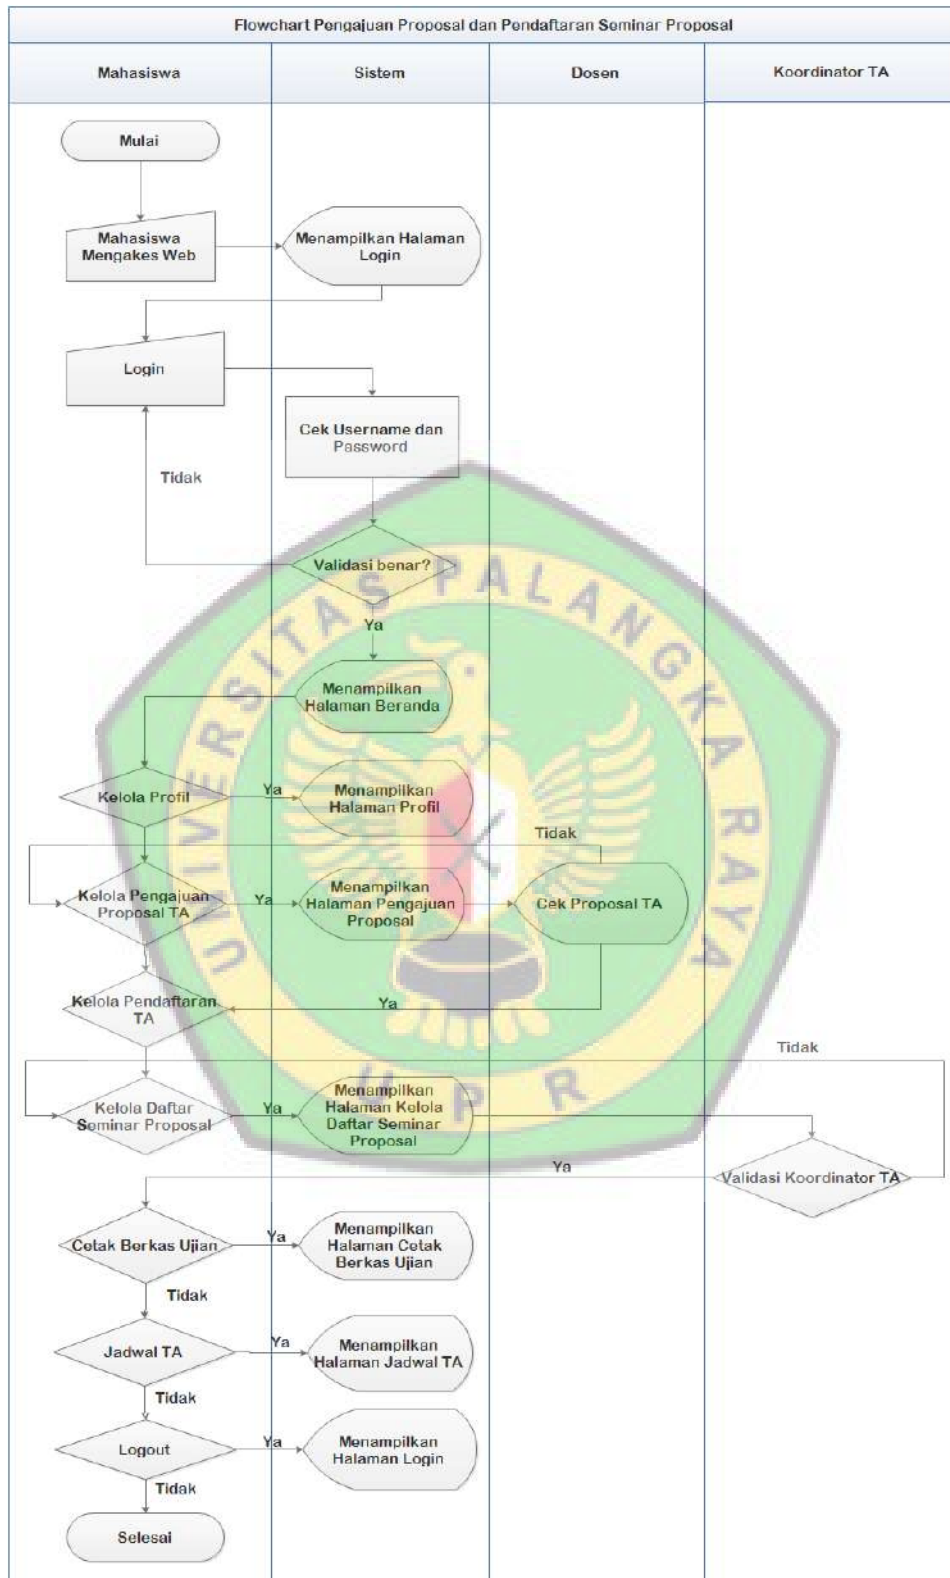 Flowchart Pengajuan Proposal dan Pendaftaran Seminar Proposal
Mahasiswa
Sistem
Dosen
Koordinator TA
Mulai
Mahasiswa
Mengakes Web
Menampilkan Halaman
Login
Login
Cek Username dan
Password
Tidak
Validasi benar?
Ya
Menampilkan
Halaman Beranda
Kelola Profil
Ya
Menampilkan
Halaman Profil
Tidak
Kelola Pengajuan
Proposal TA
Ya
Menampilkan
Halaman Pengajuan
Proposal
Cek Proposal TA
Kelola Pendaftaran
TA
Ya
Tidak
Kelola Daftar
Seminar Proposal
Ya
Menampilkan
Halaman Kelola
Daftar Seminar
Proposal
Ya
Validasi Koordinator TA
Cetak Berkas Ujian
Ya
Menampilkan
Halaman Cetak
Berkas Ujian
Tidak
Jadwal TA
Ya
Menampilkan
Halaman Jadwal TA
Tidak
Logout
Ya
Menampilkan
Halaman Login
Tidak
Selesai
UNIVERSITAS PALANGKA RAYA
UPR